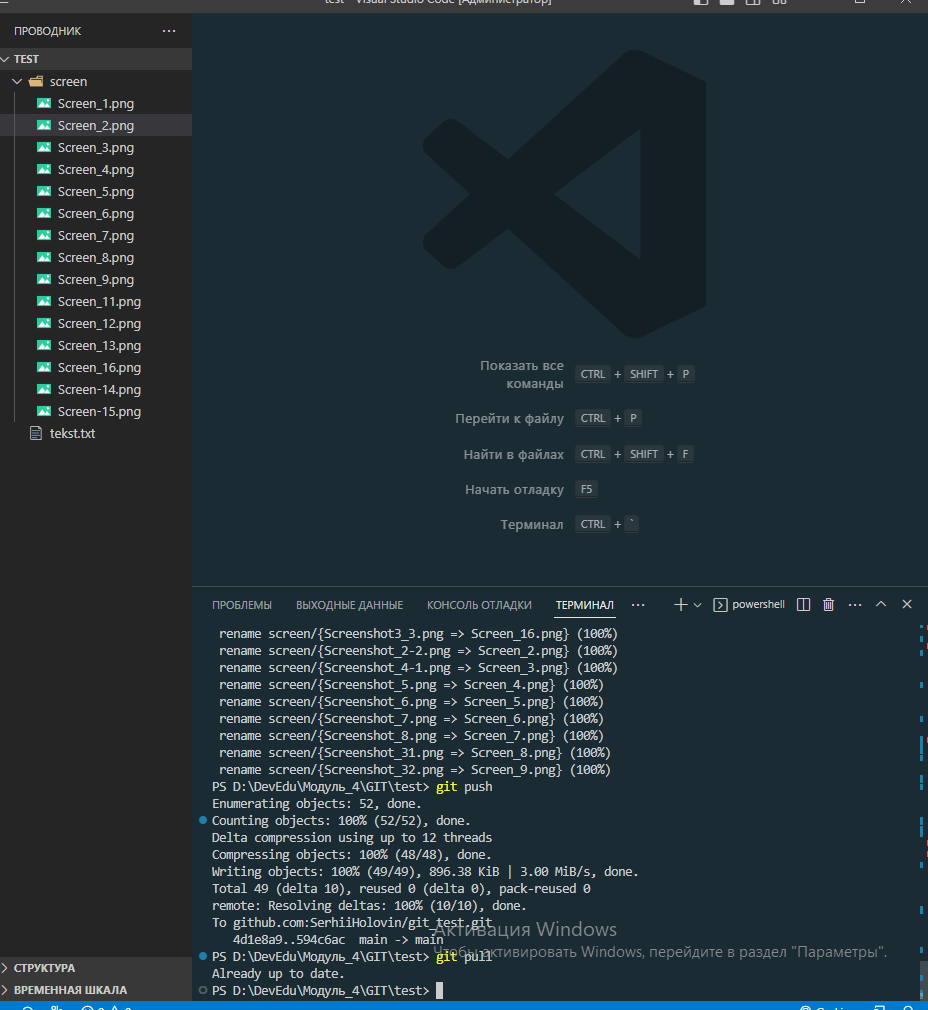 test - Visual Studio Code [Администратор]
ПРОВОДНИК
TEST
screen
Screen_1.png
Screen_2.png
Screen_3.png
Screen_4.png
Screen_5.png
Screen_6.png
Screen_7.png
Screen_8.png
Screen_9.png
Screen_11.png
Screen_12.png
Screen_13.png
Screen_16.png
Screen-14.png
Screen-15.png
tekst.txt
СТРУКТУРА
ВРЕМЕННАЯ ШКАЛА
Показать все
команды
CTRL + SHIFT + P
Перейти к файлу CTRL + P
Найти в файлах CTRL + SHIFT + F
Начать отладку F5
Терминал CTRL + `
ПРОБЛЕМЫ ВЫХОДНЫЕ ДАННЫЕ КОНСОЛЬ ОТЛАДКИ ТЕРМИНАЛ ··· powershell
rename screen/{Screenshot3_3.png => Screen_16.png} (100%)
rename screen/{Screenshot_2-2.png => Screen_2.png} (100%)
rename screen/{Screenshot_4-1.png => Screen_3.png} (100%)
rename screen/{Screenshot_5.png => Screen_4.png} (100%)
rename screen/{Screenshot_6.png => Screen_5.png} (100%)
rename screen/{Screenshot_7.png => Screen_6.png} (100%)
rename screen/{Screenshot_8.png => Screen_7.png} (100%)
rename screen/{Screenshot_31.png => Screen_8.png} (100%)
rename screen/{Screenshot_32.png => Screen_9.png} (100%)
PS D:\DevEdu\Модуль_4\GIT\test> git push
Enumerating objects: 52, done.
Counting objects: 100% (52/52), done.
Delta compression using up to 12 threads
Compressing objects: 100% (48/48), done.
Writing objects: 100% (49/49), 896.38 KiB | 3.00 MiB/s, done.
Total 49 (delta 10), reused 0 (delta 0), pack-reused 0
remote: Resolving deltas: 100% (10/10), done.
To github.com:SerhiiHolovin/git_test.git
4d1e8a9..594c6ac main -> main
PS D:\DevEdu\Модуль_4\GIT\test> git pull
Already up to date.
PS D:\DevEdu\Модуль_4\GIT\test>
Активация Windows
Чтобы активировать Windows, перейдите в раздел "Параметры".